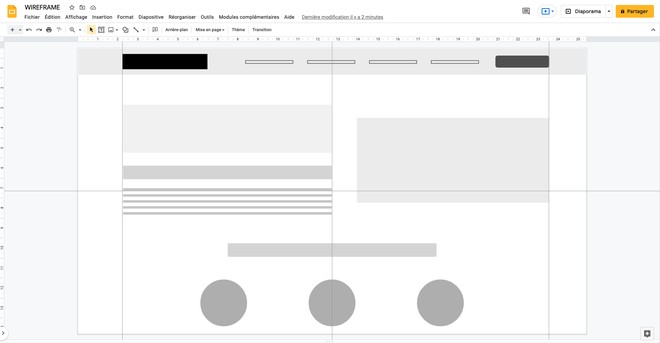 WIREFRAME
Fichier Édition Affichage Insertion Format Diapositive Réorganiser Outils Modules complémentaires Aide Dernière modification il y a 2 minutes
Diaporama
Partager
Arrière-plan Mise en page Thème Transition